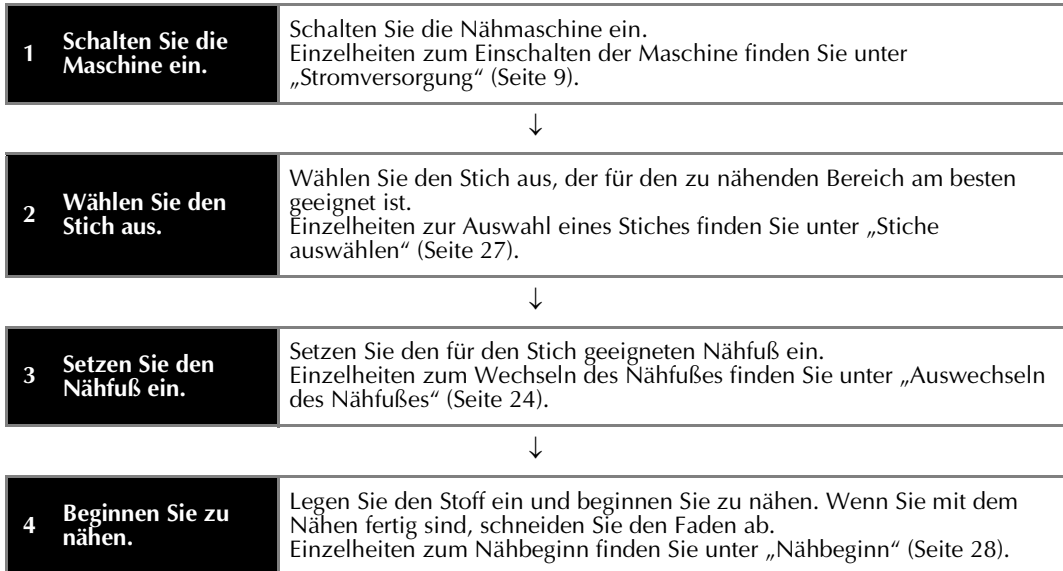 1
Schalten Sie die
Maschine ein.
Schalten Sie die Nähmaschine ein.
Einzelheiten zum Einschalten der Maschine finden Sie unter
„Stromversorgung“ (Seite 9).
↓
2
Wählen Sie den
Stich aus.
Wählen Sie den Stich aus, der für den zu nähenden Bereich am besten
geeignet ist.
Einzelheiten zur Auswahl eines Stiches finden Sie unter „Stiche
auswählen“ (Seite 27).
↓
3
Setzen Sie den
Nähfuß ein.
Setzen Sie den für den Stich geeigneten Nähfuß ein.
Einzelheiten zum Wechseln des Nähfußes finden Sie unter „Auswechseln
des Nähfußes“ (Seite 24).
↓
4
Beginnen Sie zu
nähen.
Legen Sie den Stoff ein und beginnen Sie zu nähen. Wenn Sie mit dem
Nähen fertig sind, schneiden Sie den Faden ab.
Einzelheiten zum Nähbeginn finden Sie unter „Nähbeginn“ (Seite 28).